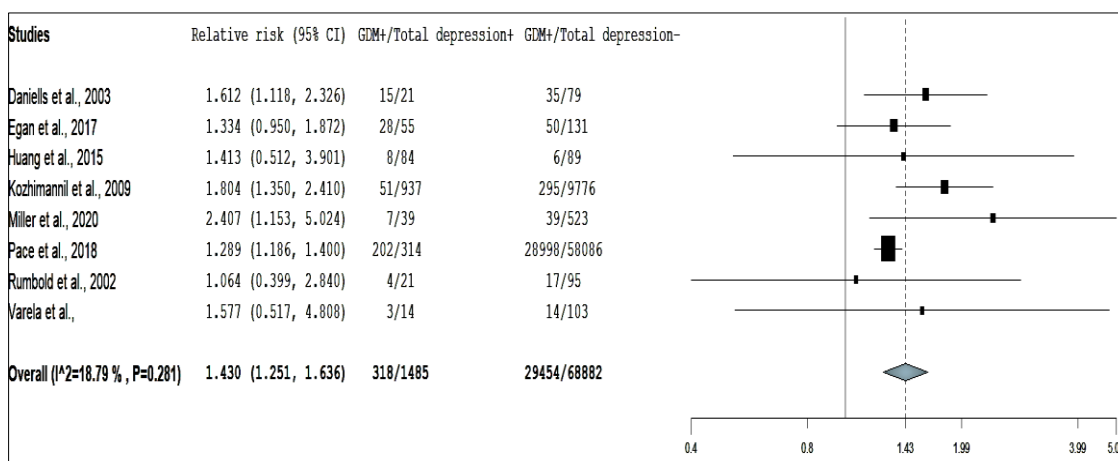 Studies Relative risk (95% CI) GDM+/Total depression+ GDM+/Total depression-
Daniells et al., 2003 1.612 (1.118, 2.326) 15/21 35/79
Egan et al., 2017 1.334 (0.950, 1.872) 28/55 50/131
Huang et al., 2015 1.413 (0.512, 3.901) 8/84 6/89
Kozhimannil et al., 2009 1.804 (1.350, 2.410) 51/937 295/9776
Miller et al., 2020 2.407 (1.153, 5.024) 7/39 39/523
Pace et al., 2018 1.289 (1.186, 1.400) 202/314 28998/58086
Rumbold et al., 2002 1.064 (0.399, 2.840) 4/21 17/95
Varela et al., 1.577 (0.517, 4.808) 3/14 14/103
Overall (I^2=18.79 % , P=0.281) 1.430 (1.251, 1.636) 318/1485 29454/68882
0.4 0.8 1.43 1.99 3.99 5.0